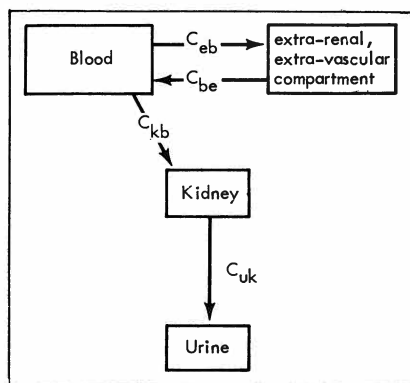 Blood
C_eb
C_be
extra-renal,
extra-vascular
compartment
C_kb
Kidney
C_uk
Urine